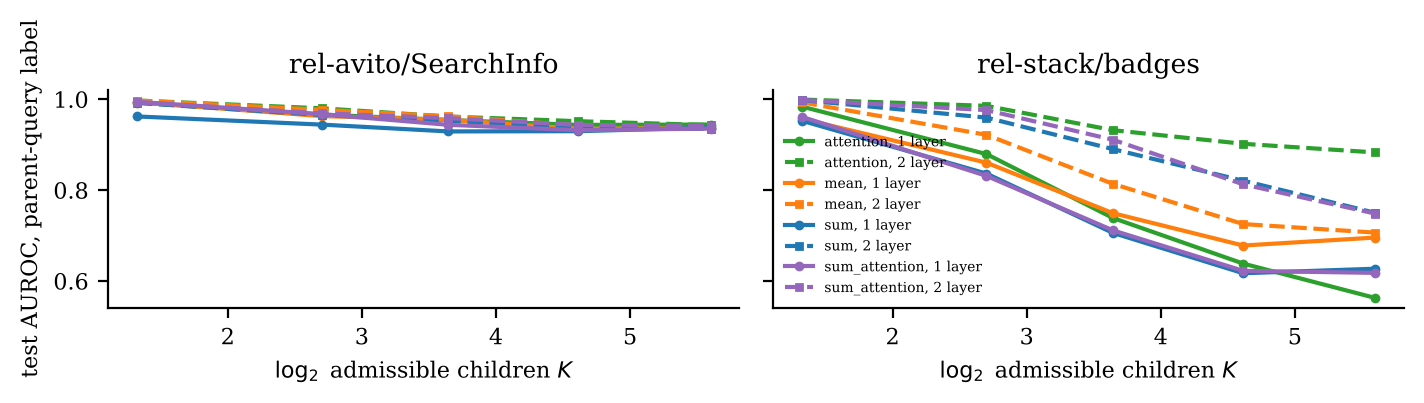 test AUROC, parent-query label
rel-avito/SearchInfo
1.0
0.8
0.6
2 3 4 5
log₂ admissible children K
rel-stack/badges
attention, 1 layer
attention, 2 layer
mean, 1 layer
mean, 2 layer
sum, 1 layer
sum, 2 layer
sum_attention, 1 layer
sum_attention, 2 layer
2 3 4 5
log₂ admissible children K